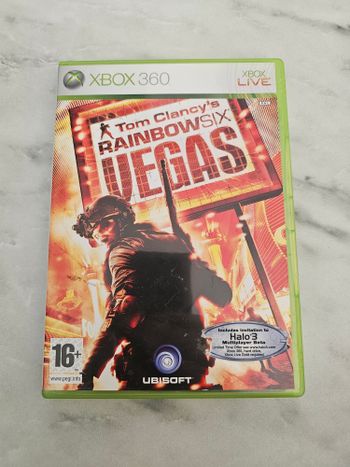 XBOX 360
XBOX
LIVE
Tom Clancy's
RAINBOWSIX
VEGAS
Includes invitation to
Halo 3
Multiplayer Beta
16+
www.pegi.info
UBISOFT